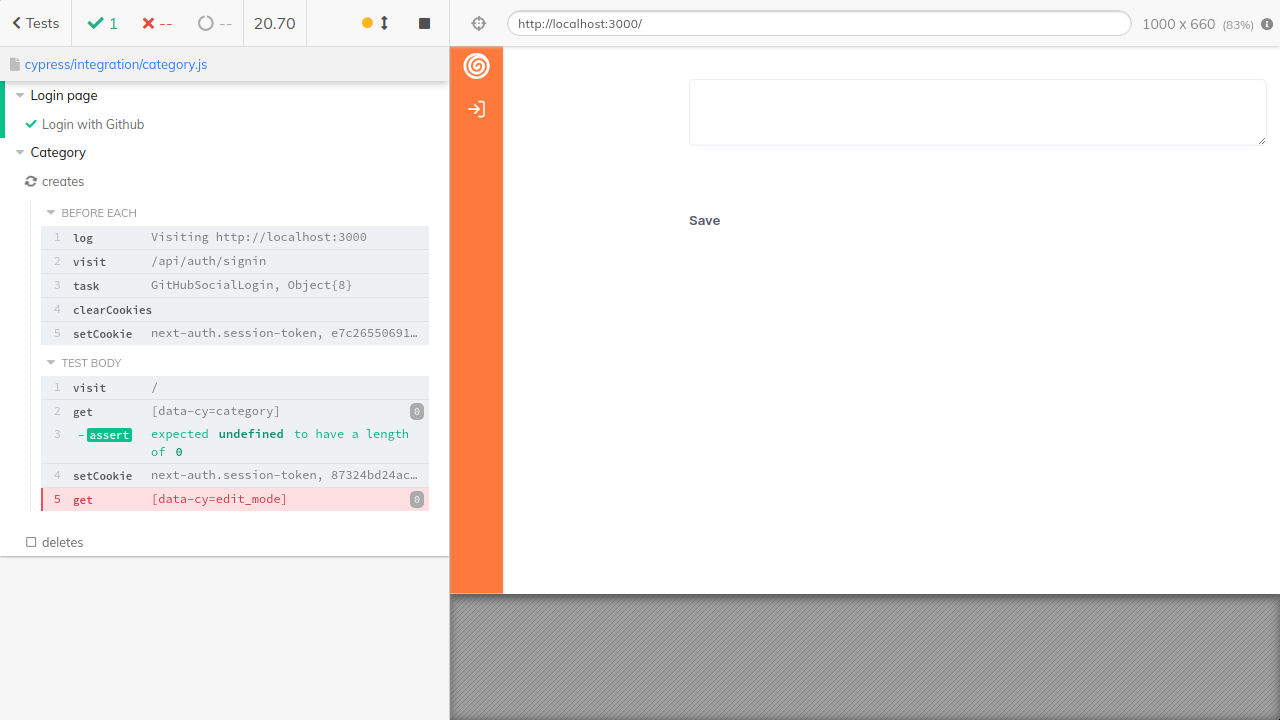 Tests 1 -- -- 20.70
http://localhost:3000/ 1000 x 660 (83%)
cypress/integration/category.js
Login page
Login with Github
Category
creates
BEFORE EACH
1 log Visiting http://localhost:3000
2 visit /api/auth/signin
3 task GitHubSocialLogin, Object{8}
4 clearCookies
5 setCookie next-auth.session-token, e7c26550691…
TEST BODY
1 visit /
2 get [data-cy=category] 0
3 -assert expected undefined to have a length
of 0
4 setCookie next-auth.session-token, 87324bd24ac…
5 get [data-cy=edit_mode] 0
deletes
Save